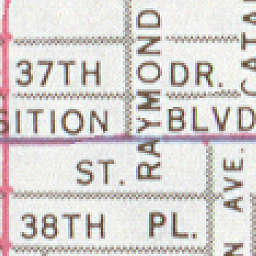 37TH DR.
SITION BLVD
ST.
38TH PL.
RAYMOND
CATA
N AVE.